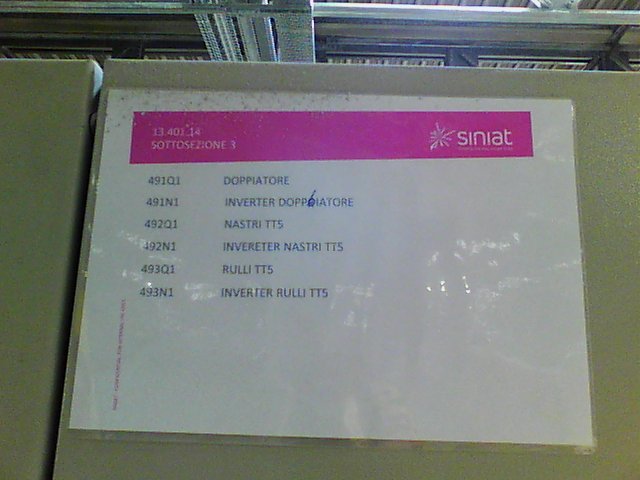 13.401.14
SOTTOSEZIONE 3
siniat
491Q1 DOPPIATORE
491N1 INVERTER DOPPIATORE
492Q1 NASTRI TT5
492N1 INVERETER NASTRI TT5
493Q1 RULLI TT5
493N1 INVERTER RULLI TT5